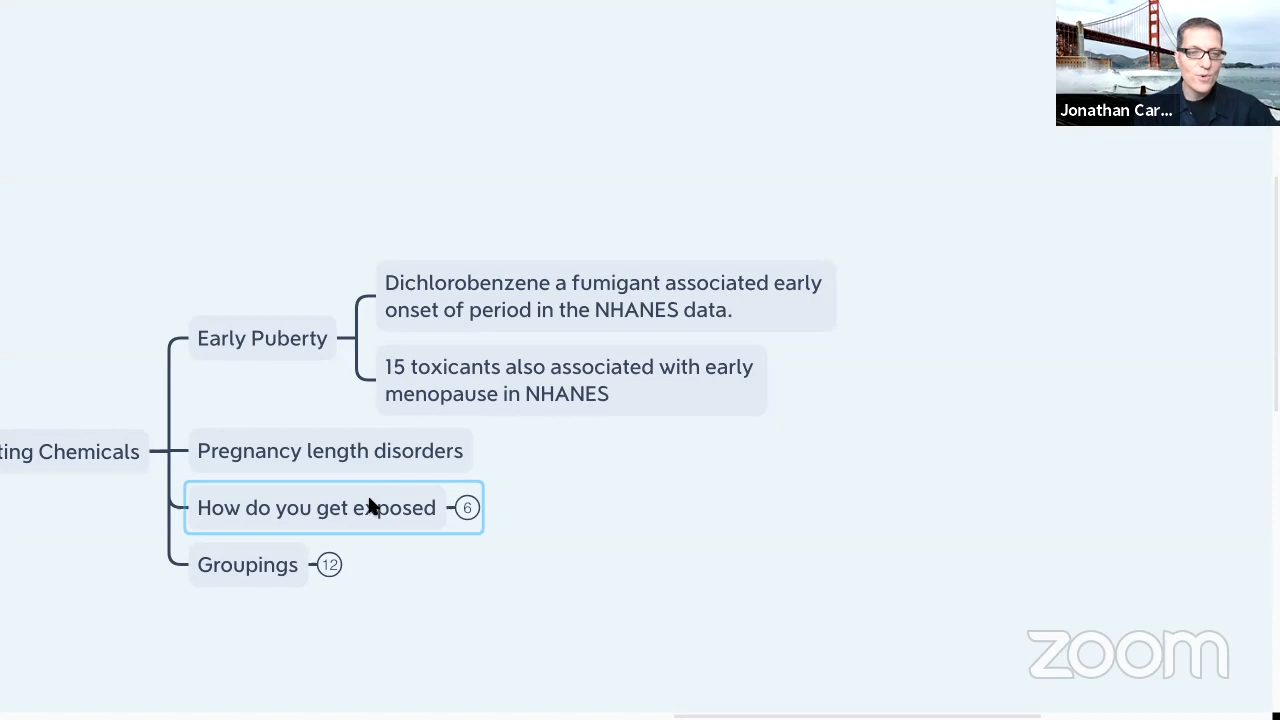 Jonathan Car...
Dichlorobenzene a fumigant associated early
onset of period in the NHANES data.
Early Puberty
15 toxicants also associated with early
menopause in NHANES
ting Chemicals
Pregnancy length disorders
How do you get exposed
6
Groupings
12
zoom